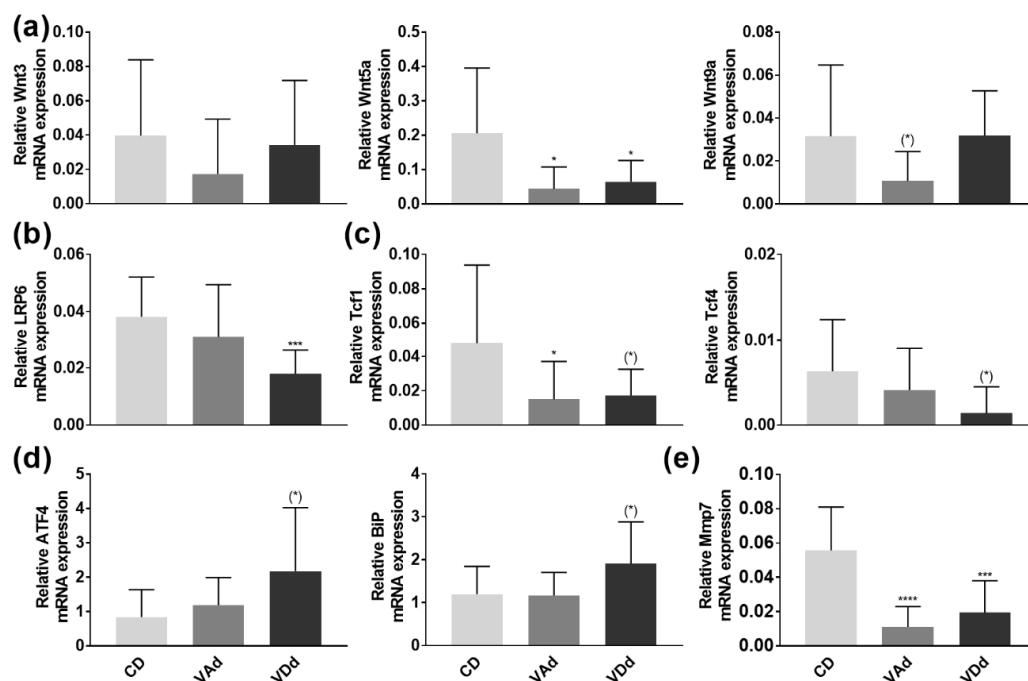 (a)
Relative Wnt3
mRNA expression
0.10
0.08
0.06
0.04
0.02
0.00
Relative Wnt5a
mRNA expression
0.5
0.4
0.3
0.2
0.1
0.0
*
*
Relative Wnt9a
mRNA expression
0.08
0.06
0.04
0.02
0.00
(*)
(b)
Relative LRP6
mRNA expression
0.06
0.04
0.02
0.00
***
(c)
Relative Tcf1
mRNA expression
0.10
0.08
0.06
0.04
0.02
0.00
*
(*)
Relative Tcf4
mRNA expression
0.02
0.01
0.00
(*)
(d)
Relative ATF4
mRNA expression
5
4
3
2
1
0
(*)
CD
VAd
VDd
Relative BiP
mRNA expression
4
3
2
1
0
(*)
CD
VAd
VDd
(e)
Relative Mmp7
mRNA expression
0.10
0.08
0.06
0.04
0.02
0.00
****
***
CD
VAd
VDd